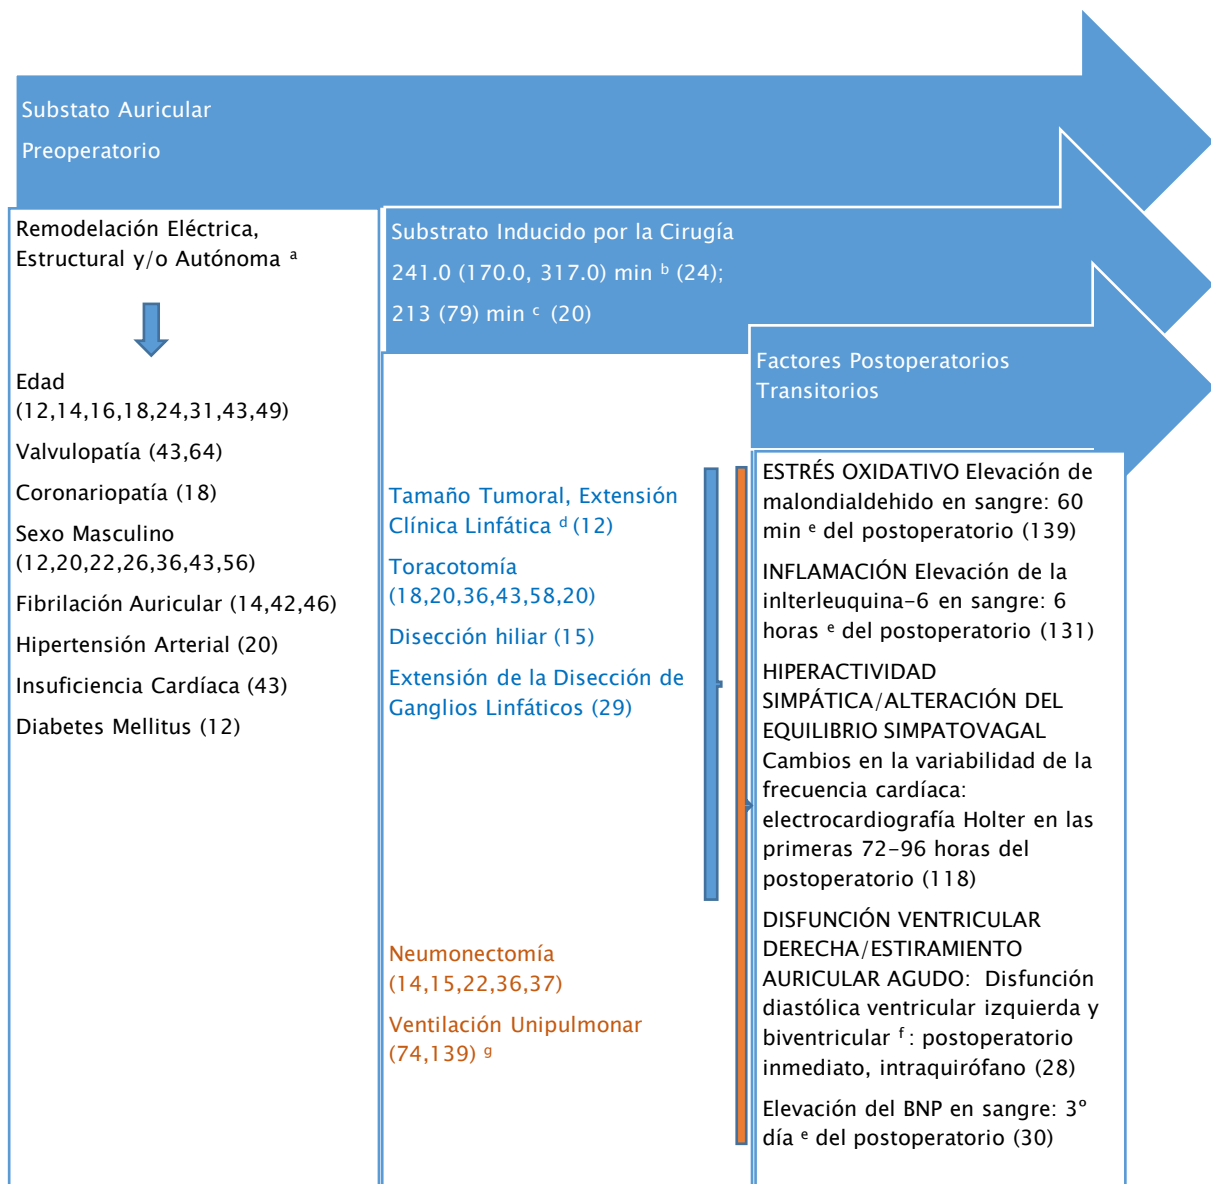 Substato Auricular
Preoperatorio
Remodelación Eléctrica,
Estructural y/o Autónoma ᵃ
Edad
(12,14,16,18,24,31,43,49)
Valvulopatía (43,64)
Coronariopatía (18)
Sexo Masculino
(12,20,22,26,36,43,56)
Fibrilación Auricular (14,42,46)
Hipertensión Arterial (20)
Insuficiencia Cardíaca (43)
Diabetes Mellitus (12)
Substrato Inducido por la Cirugía
241.0 (170.0, 317.0) min ᵇ (24);
213 (79) min ᶜ (20)
Tamaño Tumoral, Extensión
Clínica Linfática ᵈ (12)
Toracotomía
(18,20,36,43,58,20)
Disección hiliar (15)
Extensión de la Disección de
Ganglios Linfáticos (29)
Neumonectomía
(14,15,22,36,37)
Ventilación Unipulmonar
(74,139) ᵍ
Factores Postoperatorios
Transitorios
ESTRÉS OXIDATIVO Elevación de
malondialdehido en sangre: 60
min ᵉ del postoperatorio (139)
INFLAMACIÓN Elevación de la
inlterleuquina-6 en sangre: 6
horas ᵉ del postoperatorio (131)
HIPERACTIVIDAD
SIMPÁTICA/ALTERACIÓN DEL
EQUILIBRIO SIMPATOVAGAL
Cambios en la variabilidad de la
frecuencia cardíaca:
electrocardiografía Holter en las
primeras 72-96 horas del
postoperatorio (118)
DISFUNCIÓN VENTRICULAR
DERECHA/ESTIRAMIENTO
AURICULAR AGUDO: Disfunción
diastólica ventricular izquierda y
biventricular ᶠ : postoperatorio
inmediato, intraquirófano (28)
Elevación del BNP en sangre: 3º
día ᵉ del postoperatorio (30)